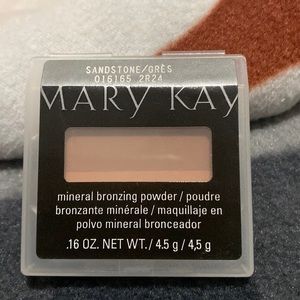 SANDSTONE/GRÈS
016165 2R24
MARY KAY
mineral bronzing powder / poudre
bronzante minérale / maquillaje en
polvo mineral bronceador
.16 OZ. NET WT./ 4.5 g / 4,5 g